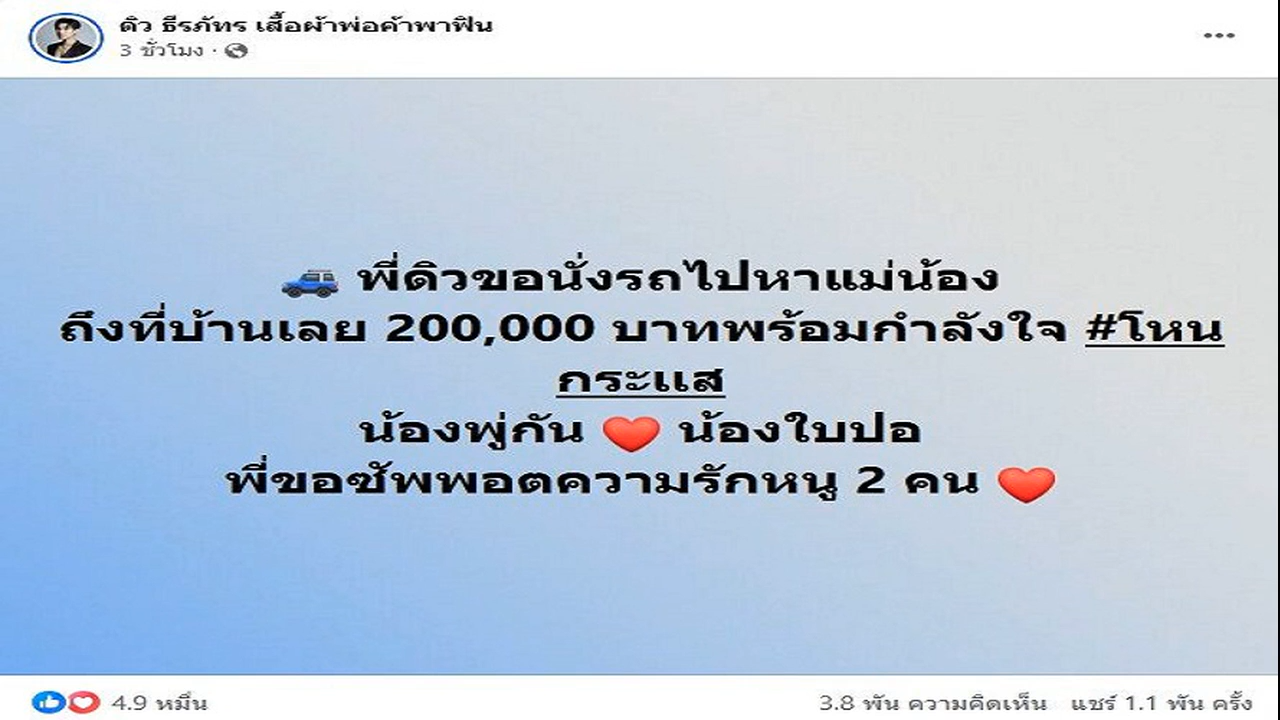 ดิว ธีรภัทร เสื้อผ้าพ่อค้าพาฟิน
3 ชั่วโมง ·
🚙 พี่ดิวขอนั่งรถไปหาแม่น้อง
ถึงที่บ้านเลย 200,000 บาทพร้อมกำลังใจ #โหน
กระแส
น้องพู่กัน ❤️ น้องใบปอ
พี่ขอซัพพอตความรักหนู 2 คน ❤️
4.9 หมื่น
3.8 พัน ความคิดเห็น แชร์ 1.1 พัน ครั้ง